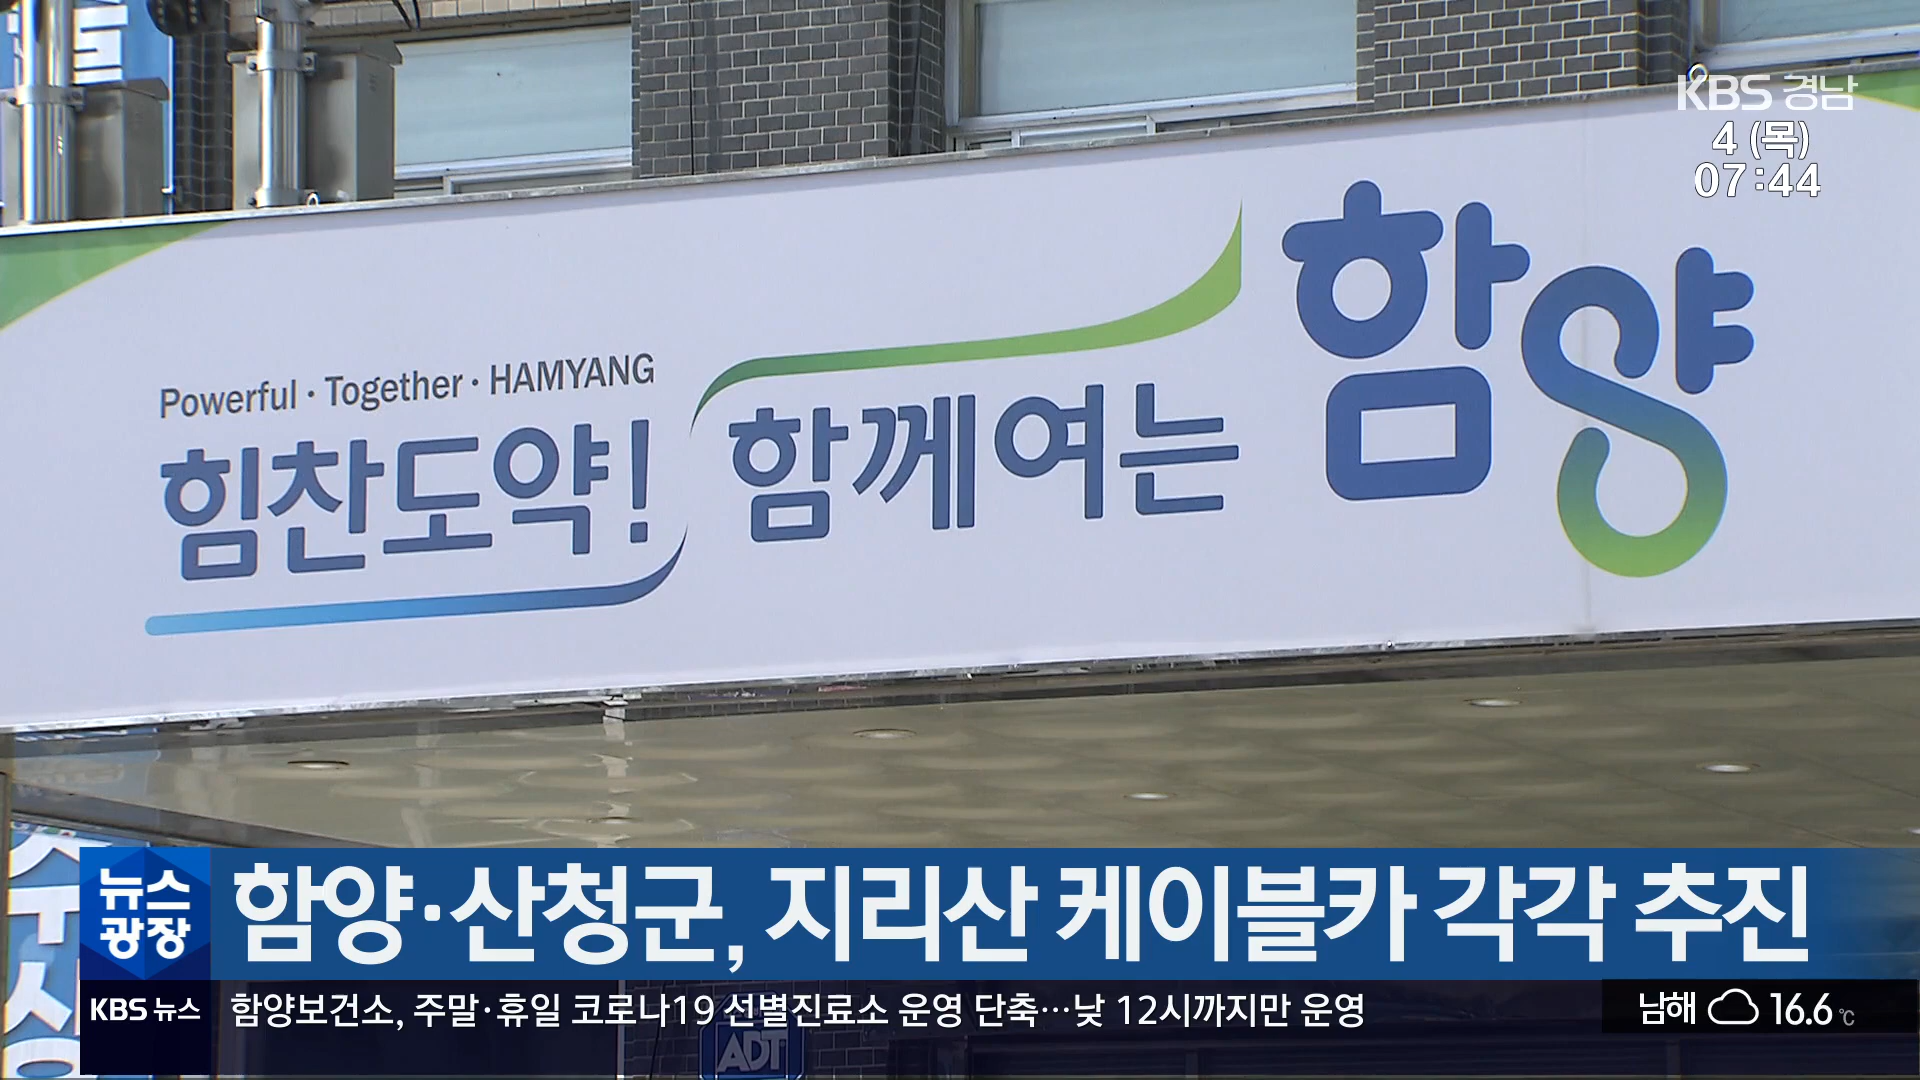 KBS 경남
4 (목)
07:44
Powerful · Together · HAMYANG
힘찬도약! 함께여는 함양
뉴스
광장
함양·산청군, 지리산 케이블카 각각 추진
KBS 뉴스
함양보건소, 주말·휴일 코로나19 선별진료소 운영 단축…낮 12시까지만 운영
남해 16.6℃
ADT